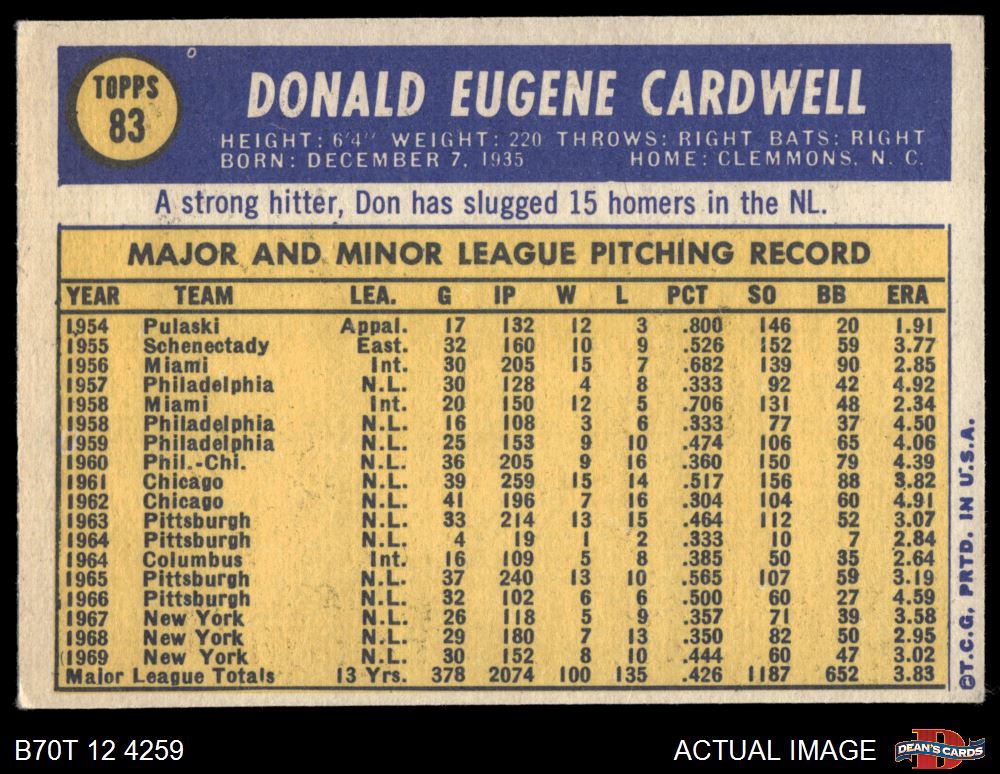 TOPPS
83
DONALD EUGENE CARDWELL
HEIGHT: 6'4" WEIGHT: 220 THROWS: RIGHT BATS: RIGHT
BORN: DECEMBER 7, 1935 HOME: CLEMMONS, N. C.
A strong hitter, Don has slugged 15 homers in the NL.
MAJOR AND MINOR LEAGUE PITCHING RECORD
YEAR TEAM LEA. G IP W L PCT SO BB ERA
1954 Pulaski Appal. 17 132 12 3 .800 146 20 1.91
1955 Schenectady East. 32 160 10 9 .526 152 59 3.77
1956 Miami Int. 30 205 15 7 .682 139 90 2.85
1957 Philadelphia N.L. 30 128 4 8 .333 92 42 4.92
1958 Miami Int. 20 150 12 5 .706 131 48 2.34
1958 Philadelphia N.L. 16 108 3 6 .333 77 37 4.50
1959 Philadelphia N.L. 25 153 9 10 .474 106 65 4.06
1960 Phil.-Chi. N.L. 36 205 9 16 .360 150 79 4.39
1961 Chicago N.L. 39 259 15 14 .517 156 88 3.82
1962 Chicago N.L. 41 196 7 16 .304 104 60 4.91
1963 Pittsburgh N.L. 33 214 13 15 .464 112 52 3.07
1964 Pittsburgh N.L. 4 19 1 2 .333 10 7 2.84
1964 Columbus Int. 16 109 5 8 .385 50 35 2.64
1965 Pittsburgh N.L. 37 240 13 10 .565 107 59 3.19
1966 Pittsburgh N.L. 32 102 6 6 .500 60 27 4.59
1967 New York N.L. 26 118 5 9 .357 71 39 3.58
1968 New York N.L. 29 180 7 13 .350 82 50 2.95
1969 New York N.L. 30 152 8 10 .444 60 47 3.02
Major League Totals 13 Yrs. 378 2074 100 135 .426 1187 652 3.83
©T.C.G. PRTD. IN U.S.A.
B70T 12 4259
ACTUAL IMAGE
DEAN'S CARDS